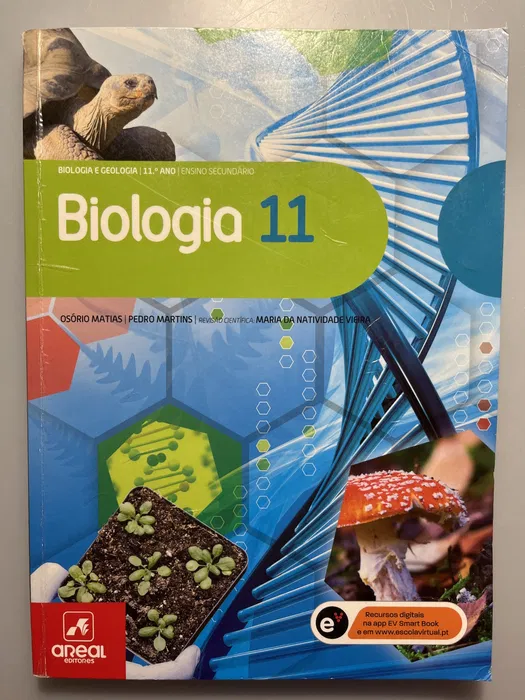 BIOLOGIA E GEOLOGIA | 11.º ANO | ENSINO SECUNDÁRIO
Biologia 11
OSÓRIO MATIAS | PEDRO MARTINS | REVISÃO CIENTÍFICA: MARIA DA NATIVIDADE VIEIRA
e
Recursos digitais
na app EV Smart Book
e em www.escolavirtual.pt
AREAL
EDITORES